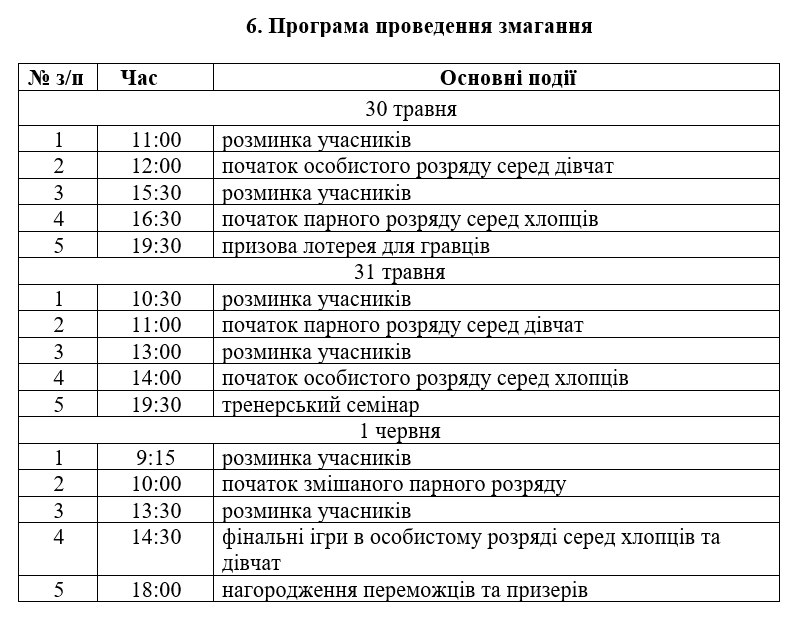 6. Програма проведення змагання
№ з/п Час Основні події
30 травня
1 11:00 розминка учасників
2 12:00 початок особистого розряду серед дівчат
3 15:30 розминка учасників
4 16:30 початок парного розряду серед хлопців
5 19:30 призова лотерея для гравців
31 травня
1 10:30 розминка учасників
2 11:00 початок парного розряду серед дівчат
3 13:00 розминка учасників
4 14:00 початок особистого розряду серед хлопців
5 19:30 тренерський семінар
1 червня
1 9:15 розминка учасників
2 10:00 початок змішаного парного розряду
3 13:30 розминка учасників
4 14:30 фінальні ігри в особистому розряді серед хлопців та
дівчат
5 18:00 нагородження переможців та призерів